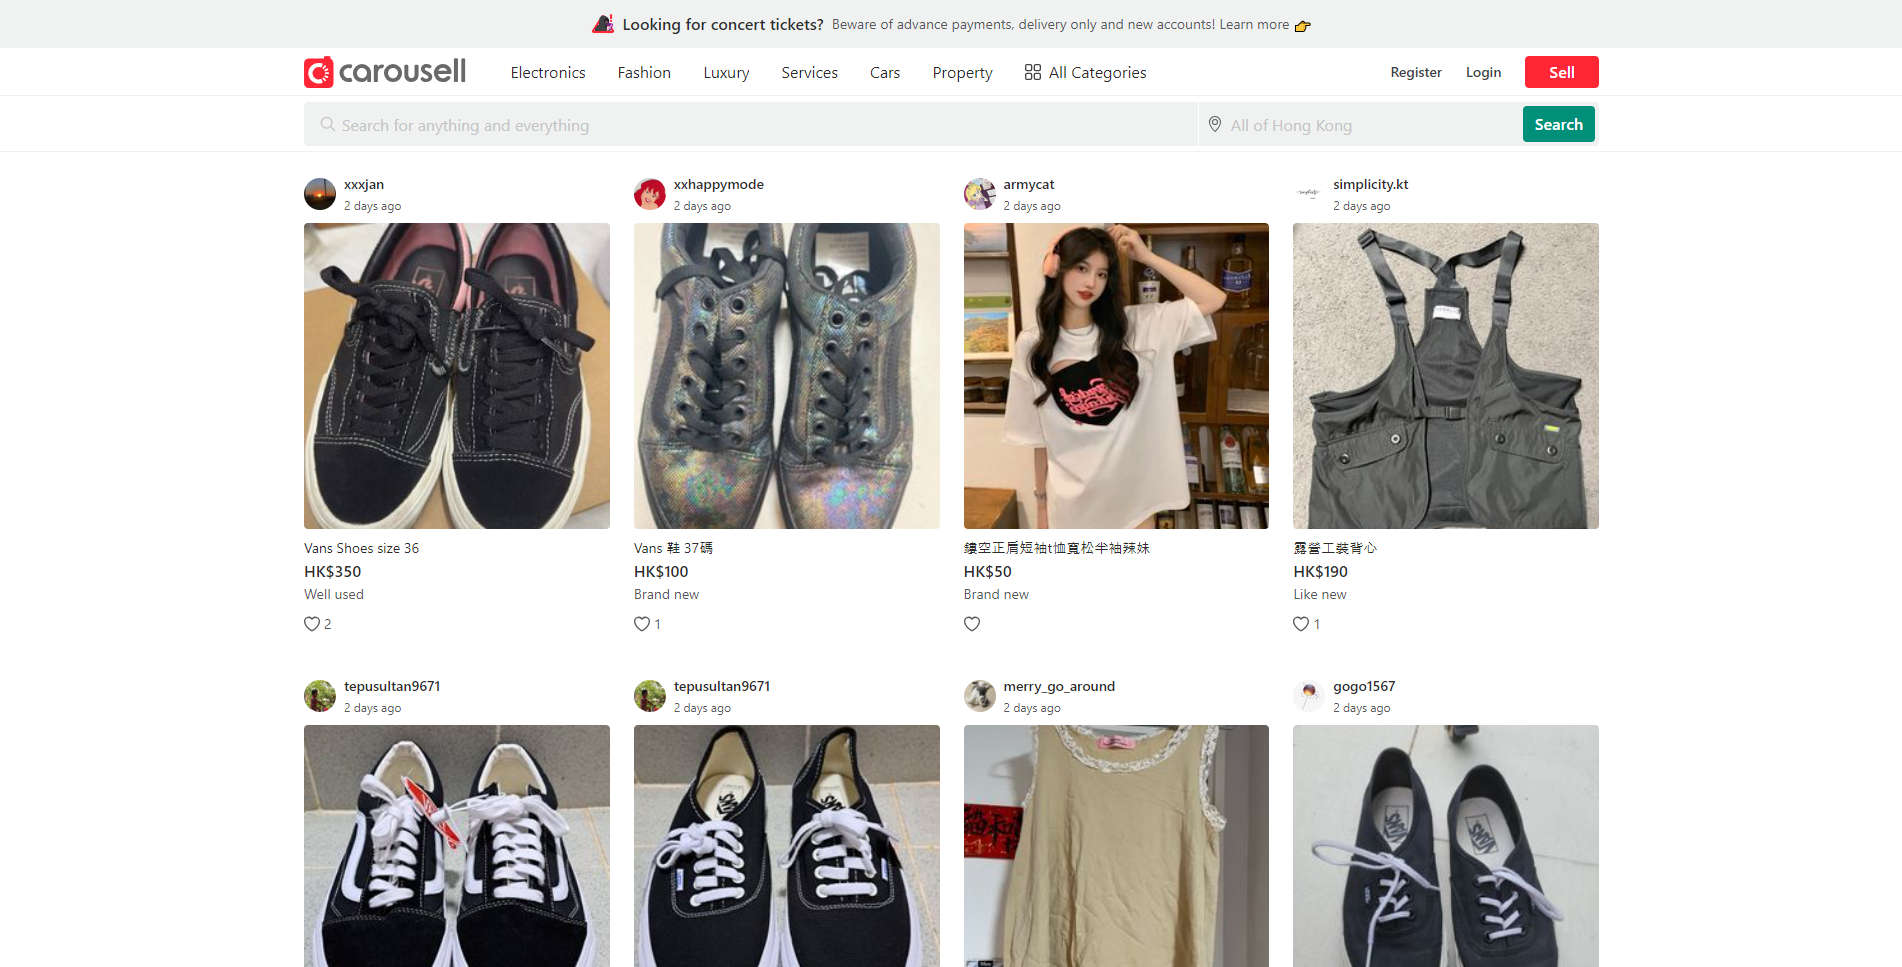 Looking for concert tickets? Beware of advance payments, delivery only and new accounts! Learn more
carousell
Electronics Fashion Luxury Services Cars Property All Categories
Register Login Sell
Search for anything and everything
All of Hong Kong
Search
xxxjan
2 days ago
Vans Shoes size 36
HK$350
Well used
2
xxhappymode
2 days ago
Vans 鞋 37碼
HK$100
Brand new
1
armycat
2 days ago
鏤空正肩短袖t恤寬松半袖辣妹
HK$50
Brand new
simplicity.kt
2 days ago
露營工裝背心
HK$190
Like new
1
tepusultan9671
2 days ago
tepusultan9671
2 days ago
merry_go_around
2 days ago
gogo1567
2 days ago